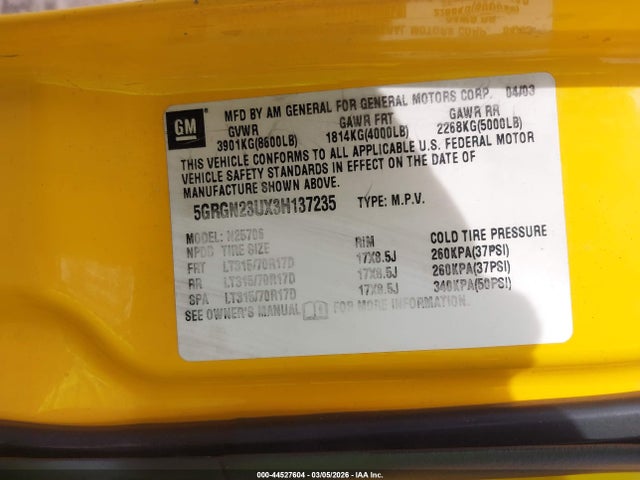 GAWR RR
GM
MFD BY AM GENERAL FOR GENERAL MOTORS CORP. 04/03
GVWR GAWR FRT GAWR RR
3901KG(8600LB) 1814KG(4000LB) 2268KG(5000LB)
THIS VEHICLE CONFORMS TO ALL APPLICABLE U.S. FEDERAL MOTOR
VEHICLE SAFETY STANDARDS IN EFFECT ON THE DATE OF
MANUFACTURE SHOWN ABOVE.
5GRGN23UX3H137235 TYPE: M.P.V.
MODEL: N25706
TIRE SIZE RIM COLD TIRE PRESSURE
FRT LT315/70R17D 17X8.5J 260KPA(37PSI)
RR LT315/70R17D 17X8.5J 260KPA(37PSI)
SPA LT315/70R17D 17X8.5J 340KPA(50PSI)
SEE OWNER'S MANUAL FOR MORE INFORMATION.
000-44527604 | 03/05/2026 | IAA Inc.